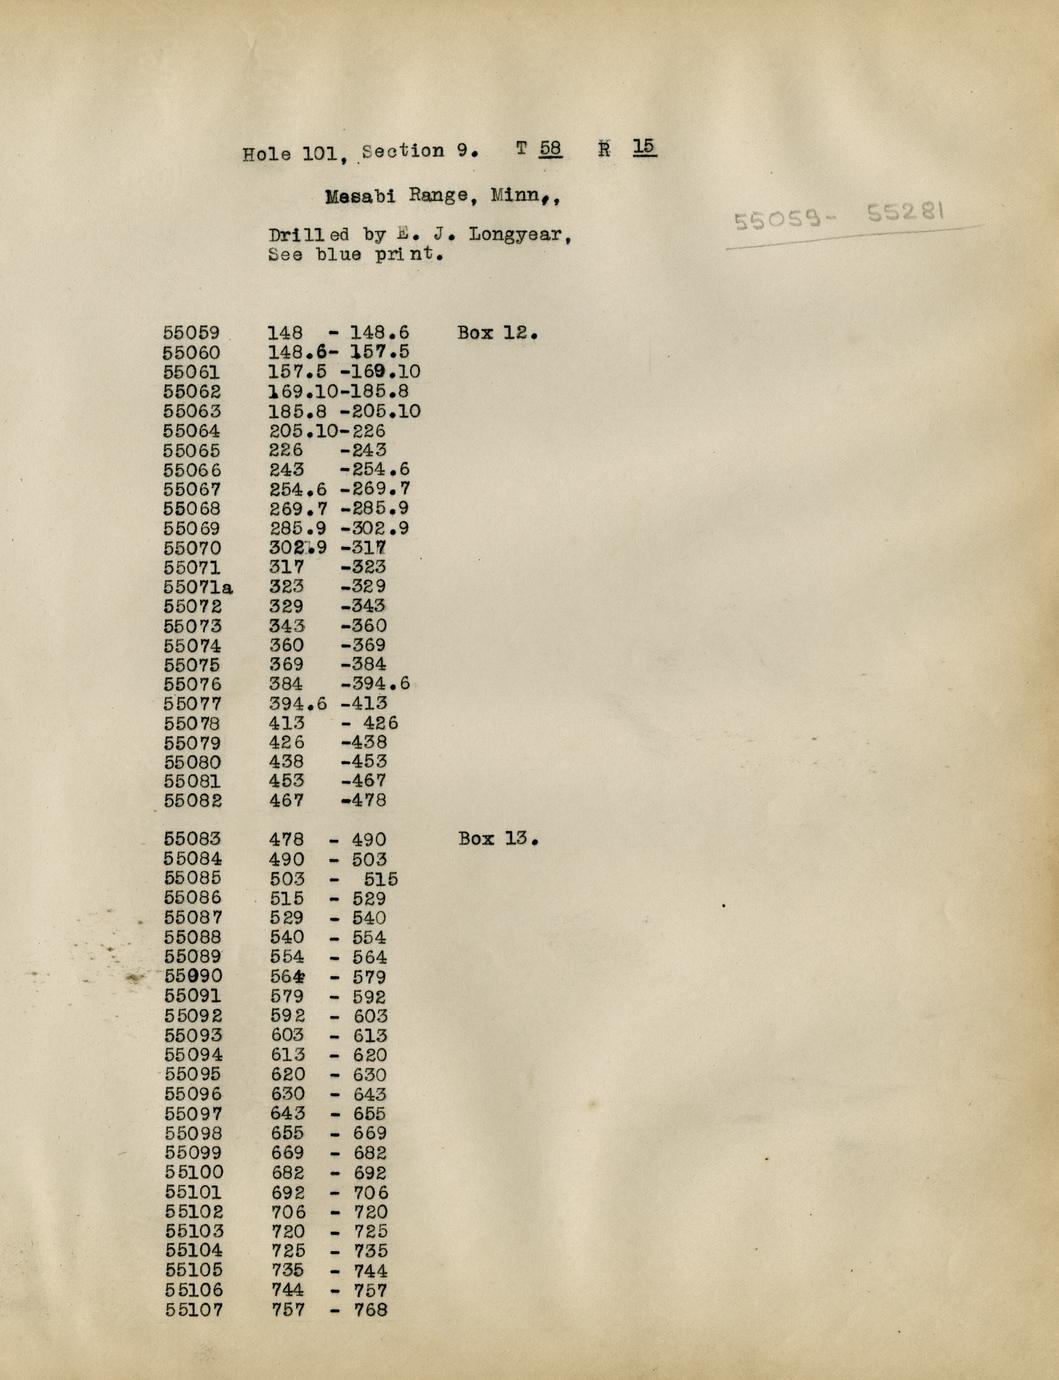 Hole 101, Section 9. T 58 R 15
Mesabi Range, Minn.,
55059- 55281
Drilled by E. J. Longyear,
See blue print.
55059 148 - 148.6 Box 12.
55060 148.6- 157.5
55061 157.5 -169.10
55062 169.10-185.8
55063 185.8 -205.10
55064 205.10-226
55065 226 -243
55066 243 -254.6
55067 254.6 -269.7
55068 269.7 -285.9
55069 285.9 -302.9
55070 302.9 -317
55071 317 -323
55071a 323 -329
55072 329 -343
55073 343 -360
55074 360 -369
55075 369 -384
55076 384 -394.6
55077 394.6 -413
55078 413 - 426
55079 426 -438
55080 438 -453
55081 453 -467
55082 467 -478
55083 478 - 490 Box 13.
55084 490 - 503
55085 503 - 515
55086 515 - 529
55087 529 - 540
55088 540 - 554
55089 554 - 564
55090 564 - 579
55091 579 - 592
55092 592 - 603
55093 603 - 613
55094 613 - 620
55095 620 - 630
55096 630 - 643
55097 643 - 655
55098 655 - 669
55099 669 - 682
55100 682 - 692
55101 692 - 706
55102 706 - 720
55103 720 - 725
55104 725 - 735
55105 735 - 744
55106 744 - 757
55107 757 - 768